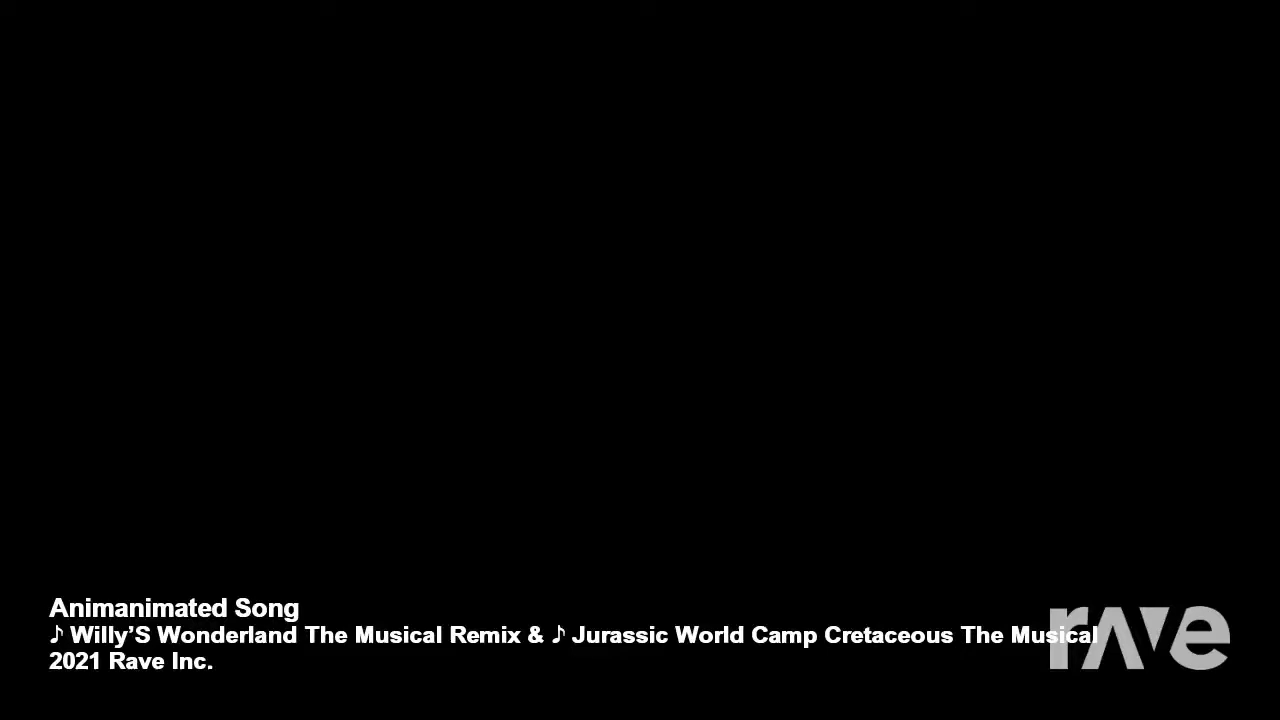 Animanimated Song
♪ Willy’S Wonderland The Musical Remix & ♪ Jurassic World Camp Cretaceous The Musical
2021 Rave Inc.
rave